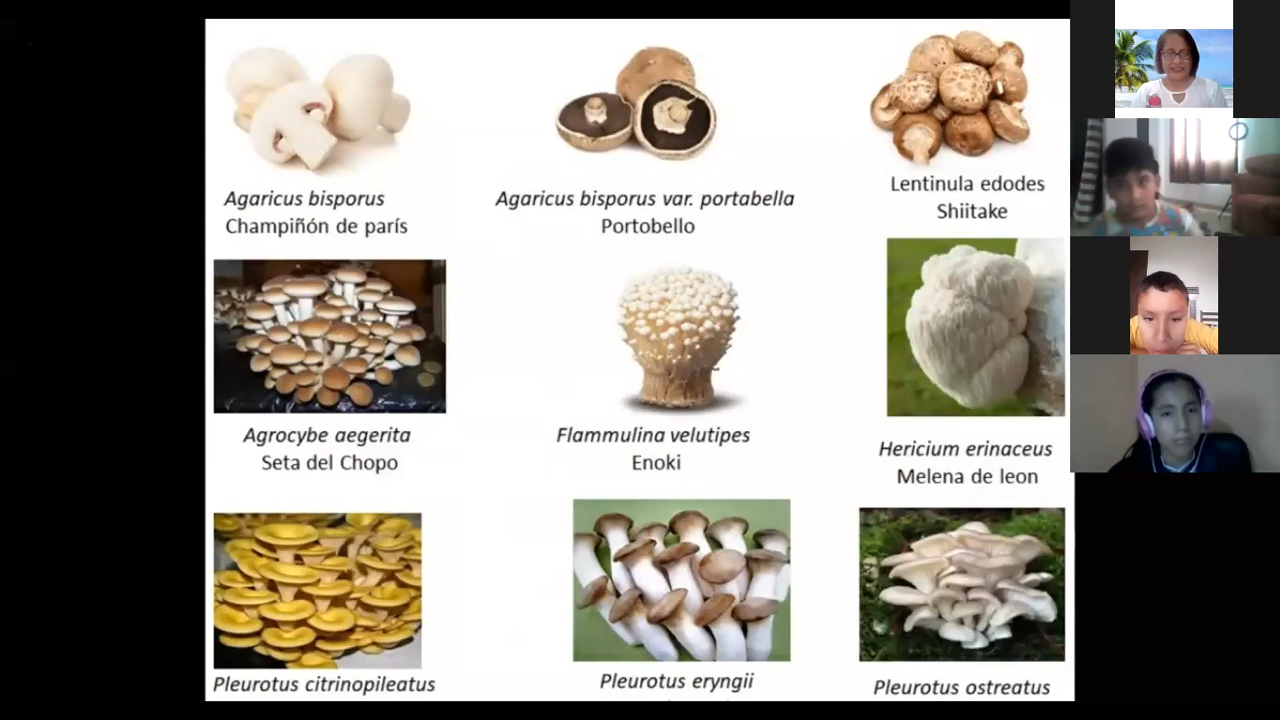 Agaricus bisporus
Champiñón de parís
Agaricus bisporus var. portabella
Portobello
Lentinula edodes
Shiitake
Agrocybe aegerita
Seta del Chopo
Flammulina velutipes
Enoki
Hericium erinaceus
Melena de leon
Pleurotus citrinopileatus
Pleurotus eryngii
Pleurotus ostreatus